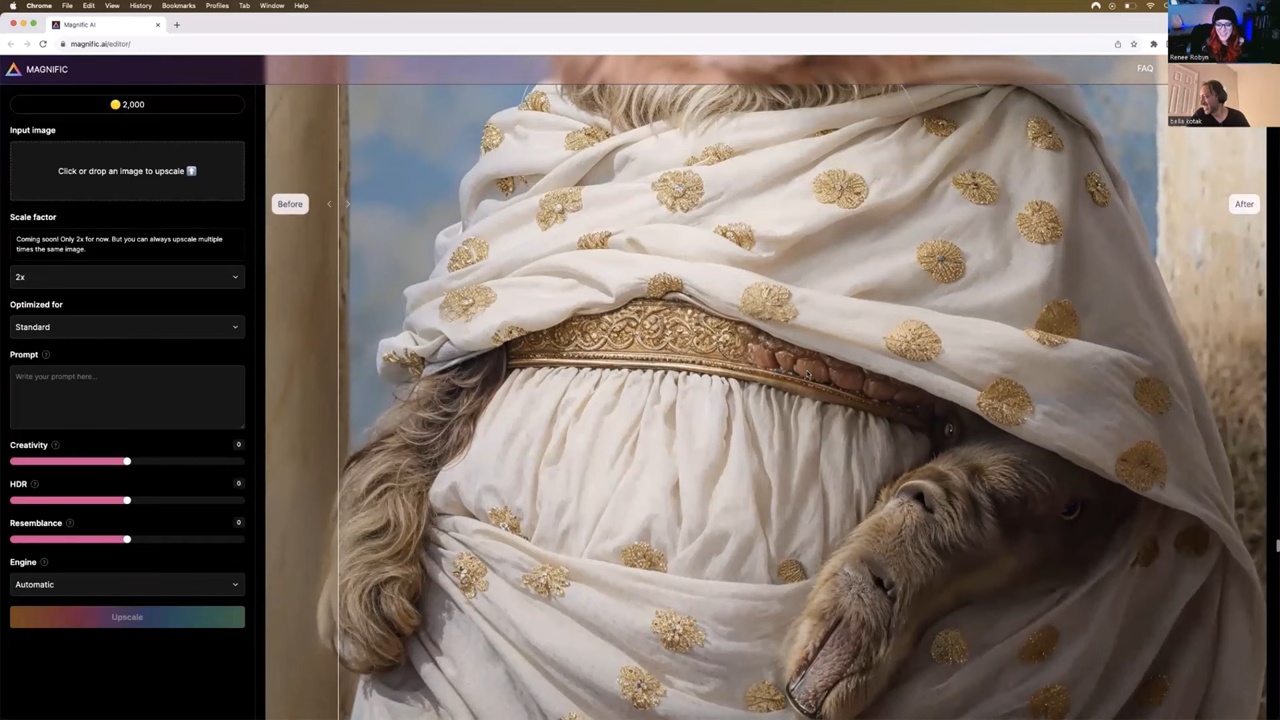 Chrome File Edit View History Bookmarks Profiles Tab Window Help
Magnific AI
magnific.ai/editor/
Renee Robyn
bella kotak
MAGNIFIC
FAQ
2,000
Input image
Click or drop an image to upscale
Scale factor
Coming soon! Only 2x for now. But you can always upscale multiple
times the same image.
2x
Optimized for
Standard
Prompt ?
Write your prompt here...
Creativity ? 0
HDR ? 0
Resemblance ? 0
Engine ?
Automatic
Upscale
Before
After